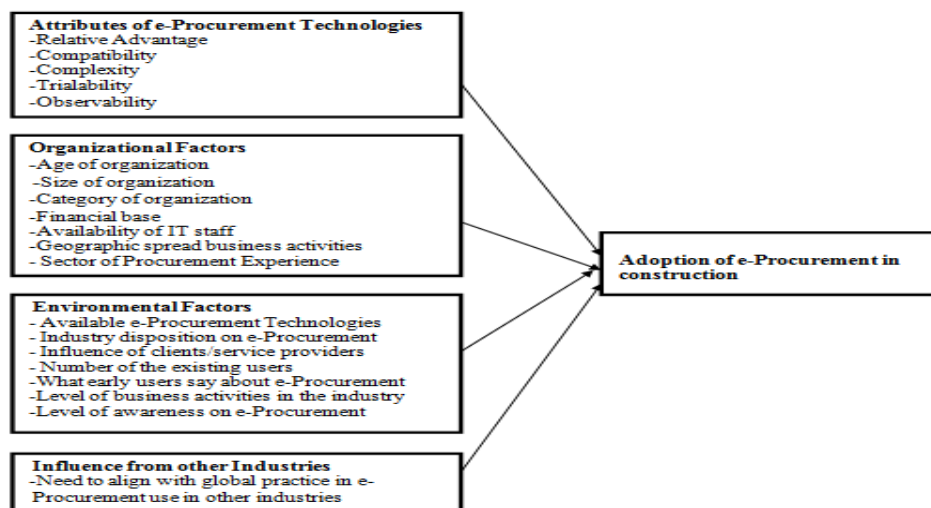 Attributes of e-Procurement Technologies
-Relative Advantage
-Compatibility
-Complexity
-Trialability
-Observability
Organizational Factors
-Age of organization
-Size of organization
-Category of organization
-Financial base
-Availability of IT staff
-Geographic spread business activities
- Sector of Procurement Experience
Environmental Factors
- Available e-Procurement Technologies
- Industry disposition on e-Procurement
- Influence of clients/service providers
- Number of the existing users
-What early users say about e-Procurement
-Level of business activities in the industry
-Level of awareness on e-Procurement
Influence from other Industries
-Need to align with global practice in e-
Procurement use in other industries
Adoption of e-Procurement in
construction